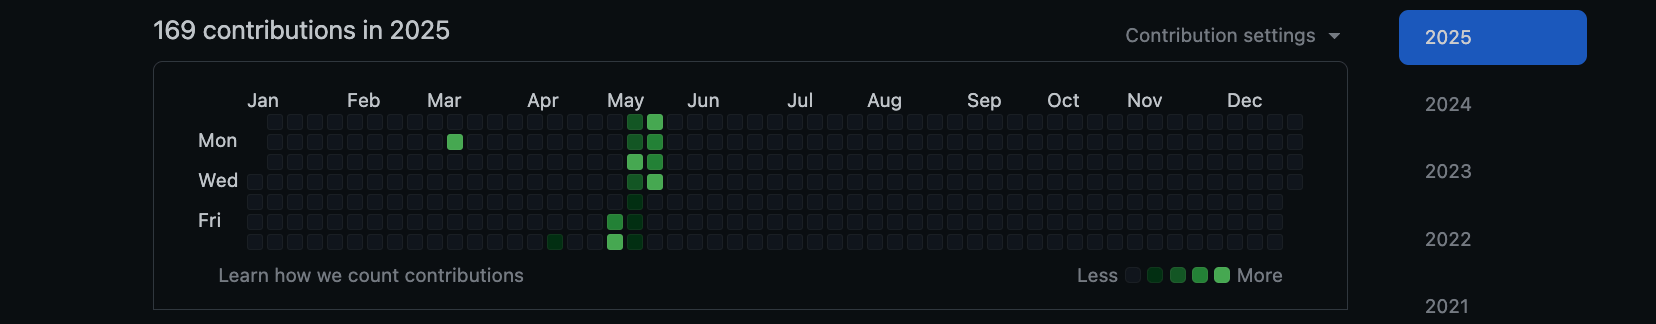 169 contributions in 2025
Contribution settings
2025
2024
2023
2022
2021
Jan Feb Mar Apr May Jun Jul Aug Sep Oct Nov Dec
Mon
Wed
Fri
Learn how we count contributions
Less More